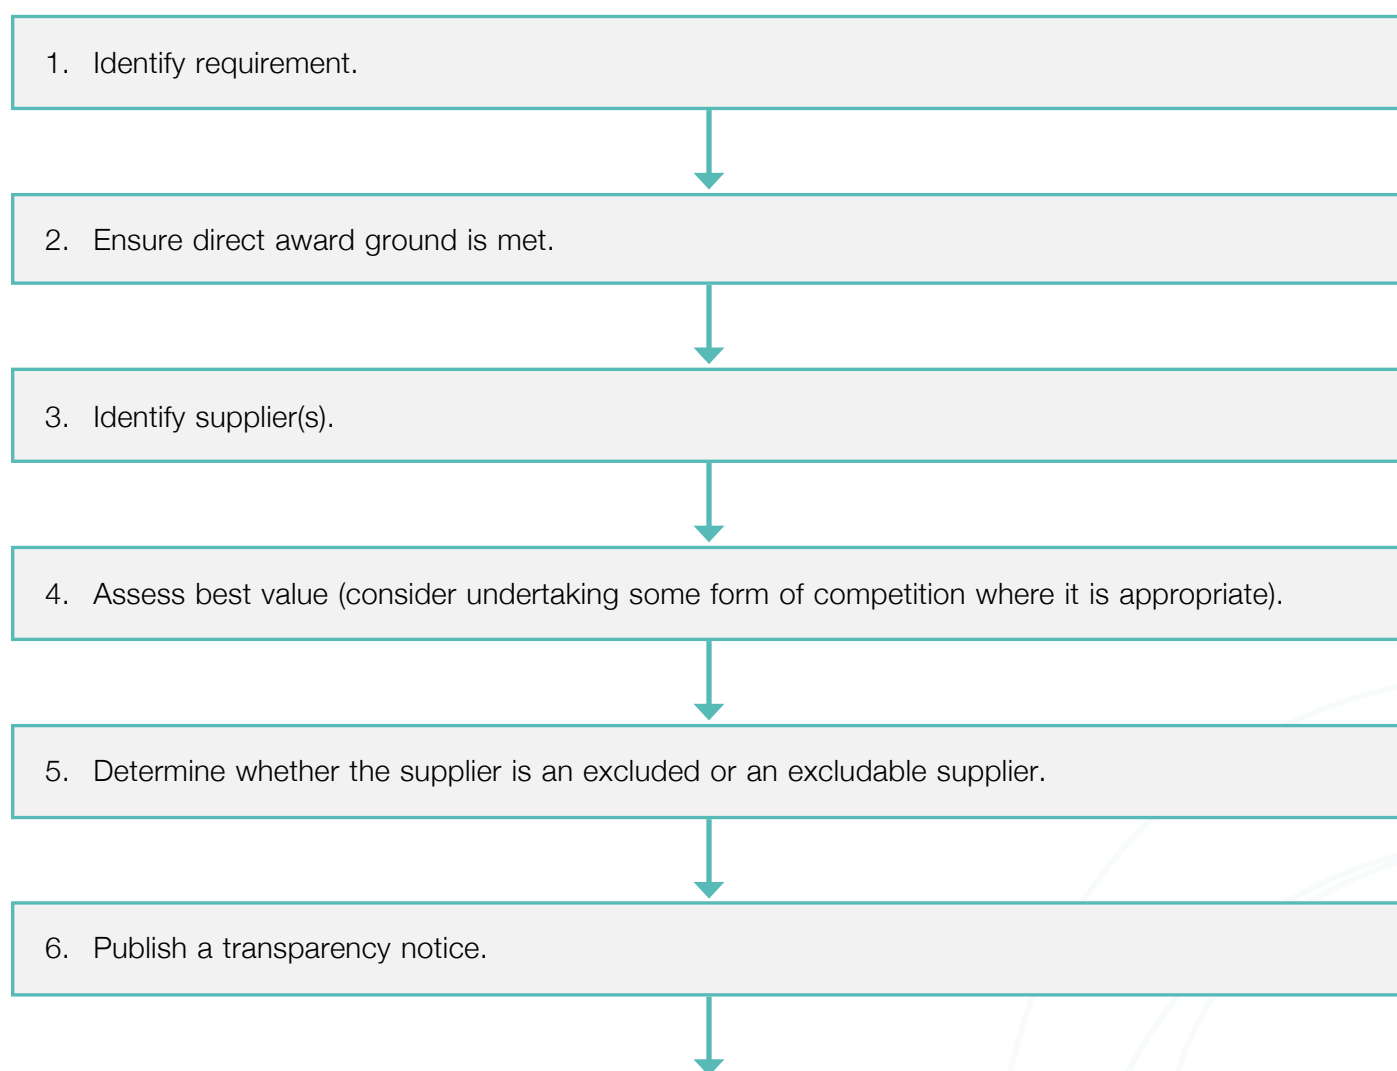 1. Identify requirement.
2. Ensure direct award ground is met.
3. Identify supplier(s).
4. Assess best value (consider undertaking some form of competition where it is appropriate).
5. Determine whether the supplier is an excluded or an excludable supplier.
6. Publish a transparency notice.